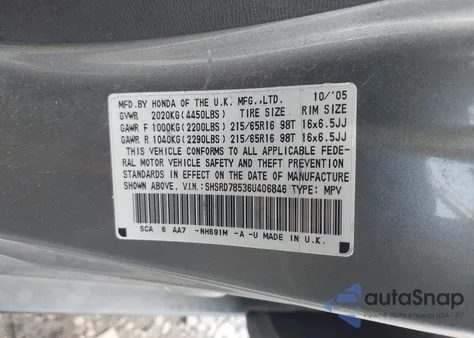 MFD.BY HONDA OF THE U.K. MFG.,LTD. 10/'05
GVWR 2020KG(4450LBS) TIRE SIZE RIM SIZE
GAWR F 1000KG(2200LBS) 215/65R16 98T 16x6.5JJ
GAWR R 1040KG(2290LBS) 215/65R16 98T 16x6.5JJ
THIS VEHICLE CONFORMS TO ALL APPLICABLE FEDE-
RAL MOTOR VEHICLE SAFETY AND THEFT PREVENTION
STANDARDS IN EFFECT ON THE DATE OF MANUFACTURE
SHOWN ABOVE. V.I.N.:SHSRD78536U406846 TYPE: MPV
SCA 6 AA7 -NH691M -A -U MADE IN U.K.
autoSnap